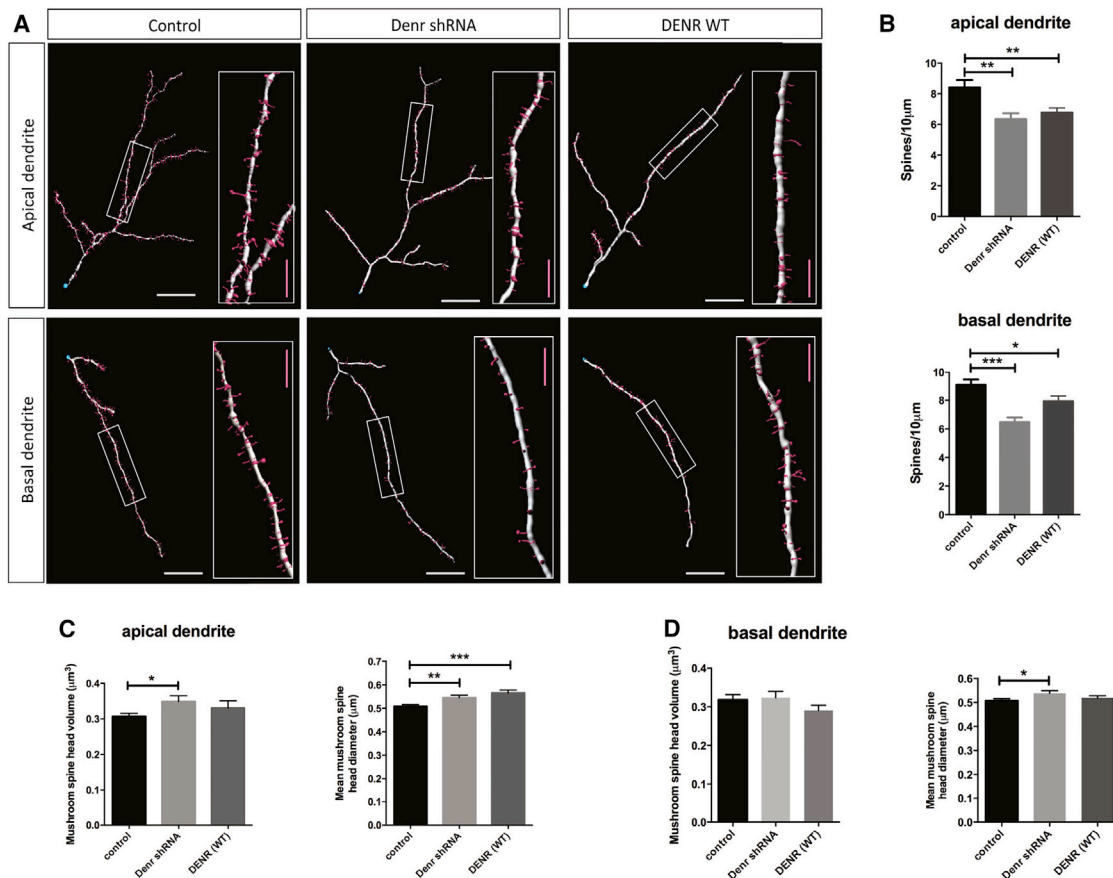 A
Control
Denr shRNA
DENR WT
Apical dendrite
Basal dendrite
B
apical dendrite
Spines/10μm
10
8
6
4
2
0
**
**
control
Denr shRNA
DENR (WT)
basal dendrite
Spines/10μm
10
8
6
4
2
0
*
***
control
Denr shRNA
DENR (WT)
C
apical dendrite
Mushroom spine head volume (μm³)
0.4
0.3
0.2
0.1
0.0
*
control
Denr shRNA
DENR (WT)
Mean mushroom spine
head diameter (μm)
0.7
0.6
0.5
0.4
0.3
0.2
0.1
0.0
***
**
control
Denr shRNA
DENR (WT)
D
basal dendrite
Mushroom spine head volume (μm³)
0.4
0.3
0.2
0.1
0.0
control
Denr shRNA
DENR (WT)
Mean mushroom spine
head diameter (μm)
0.6
0.5
0.4
0.3
0.2
0.1
0.0
*
control
Denr shRNA
DENR (WT)